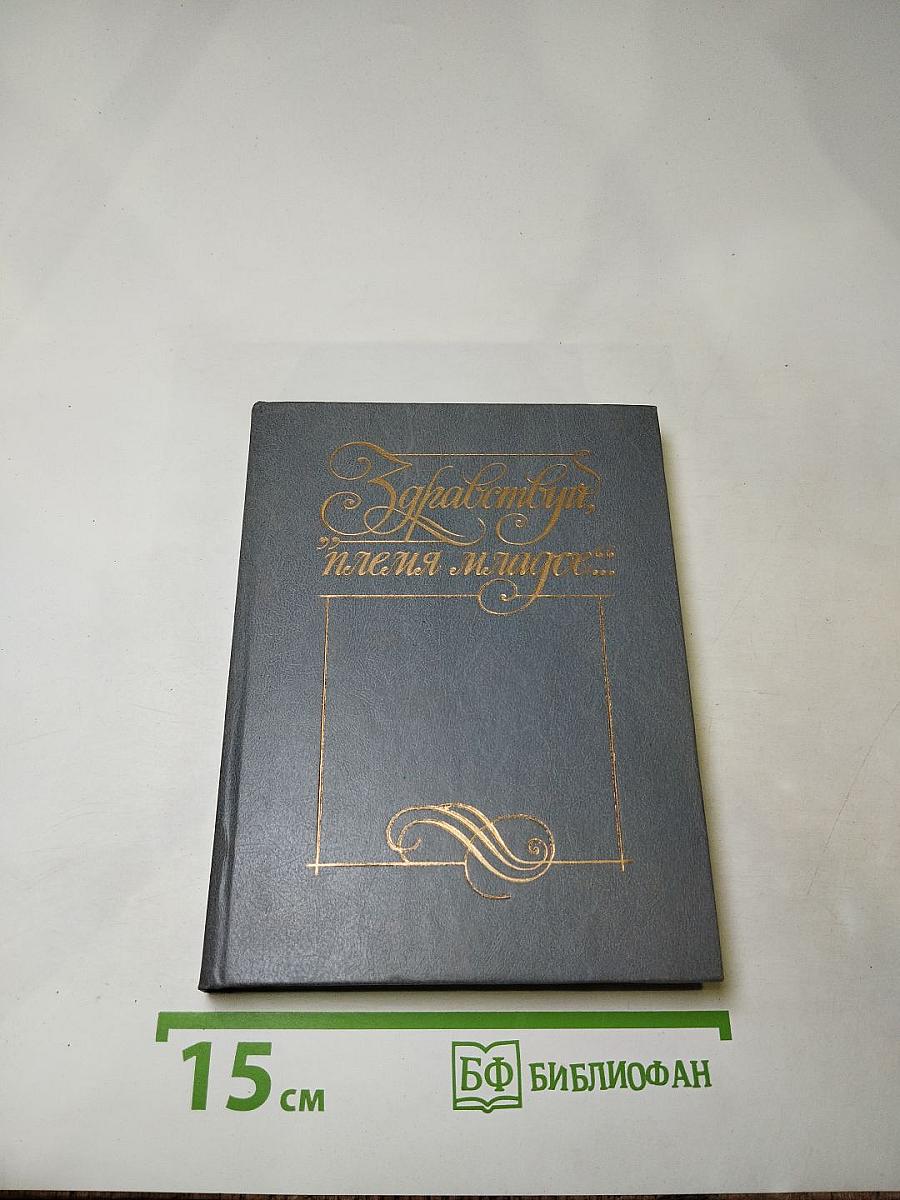 Здравствуй,
„племя младое“...
15 см
БФ БИБЛИОФАН